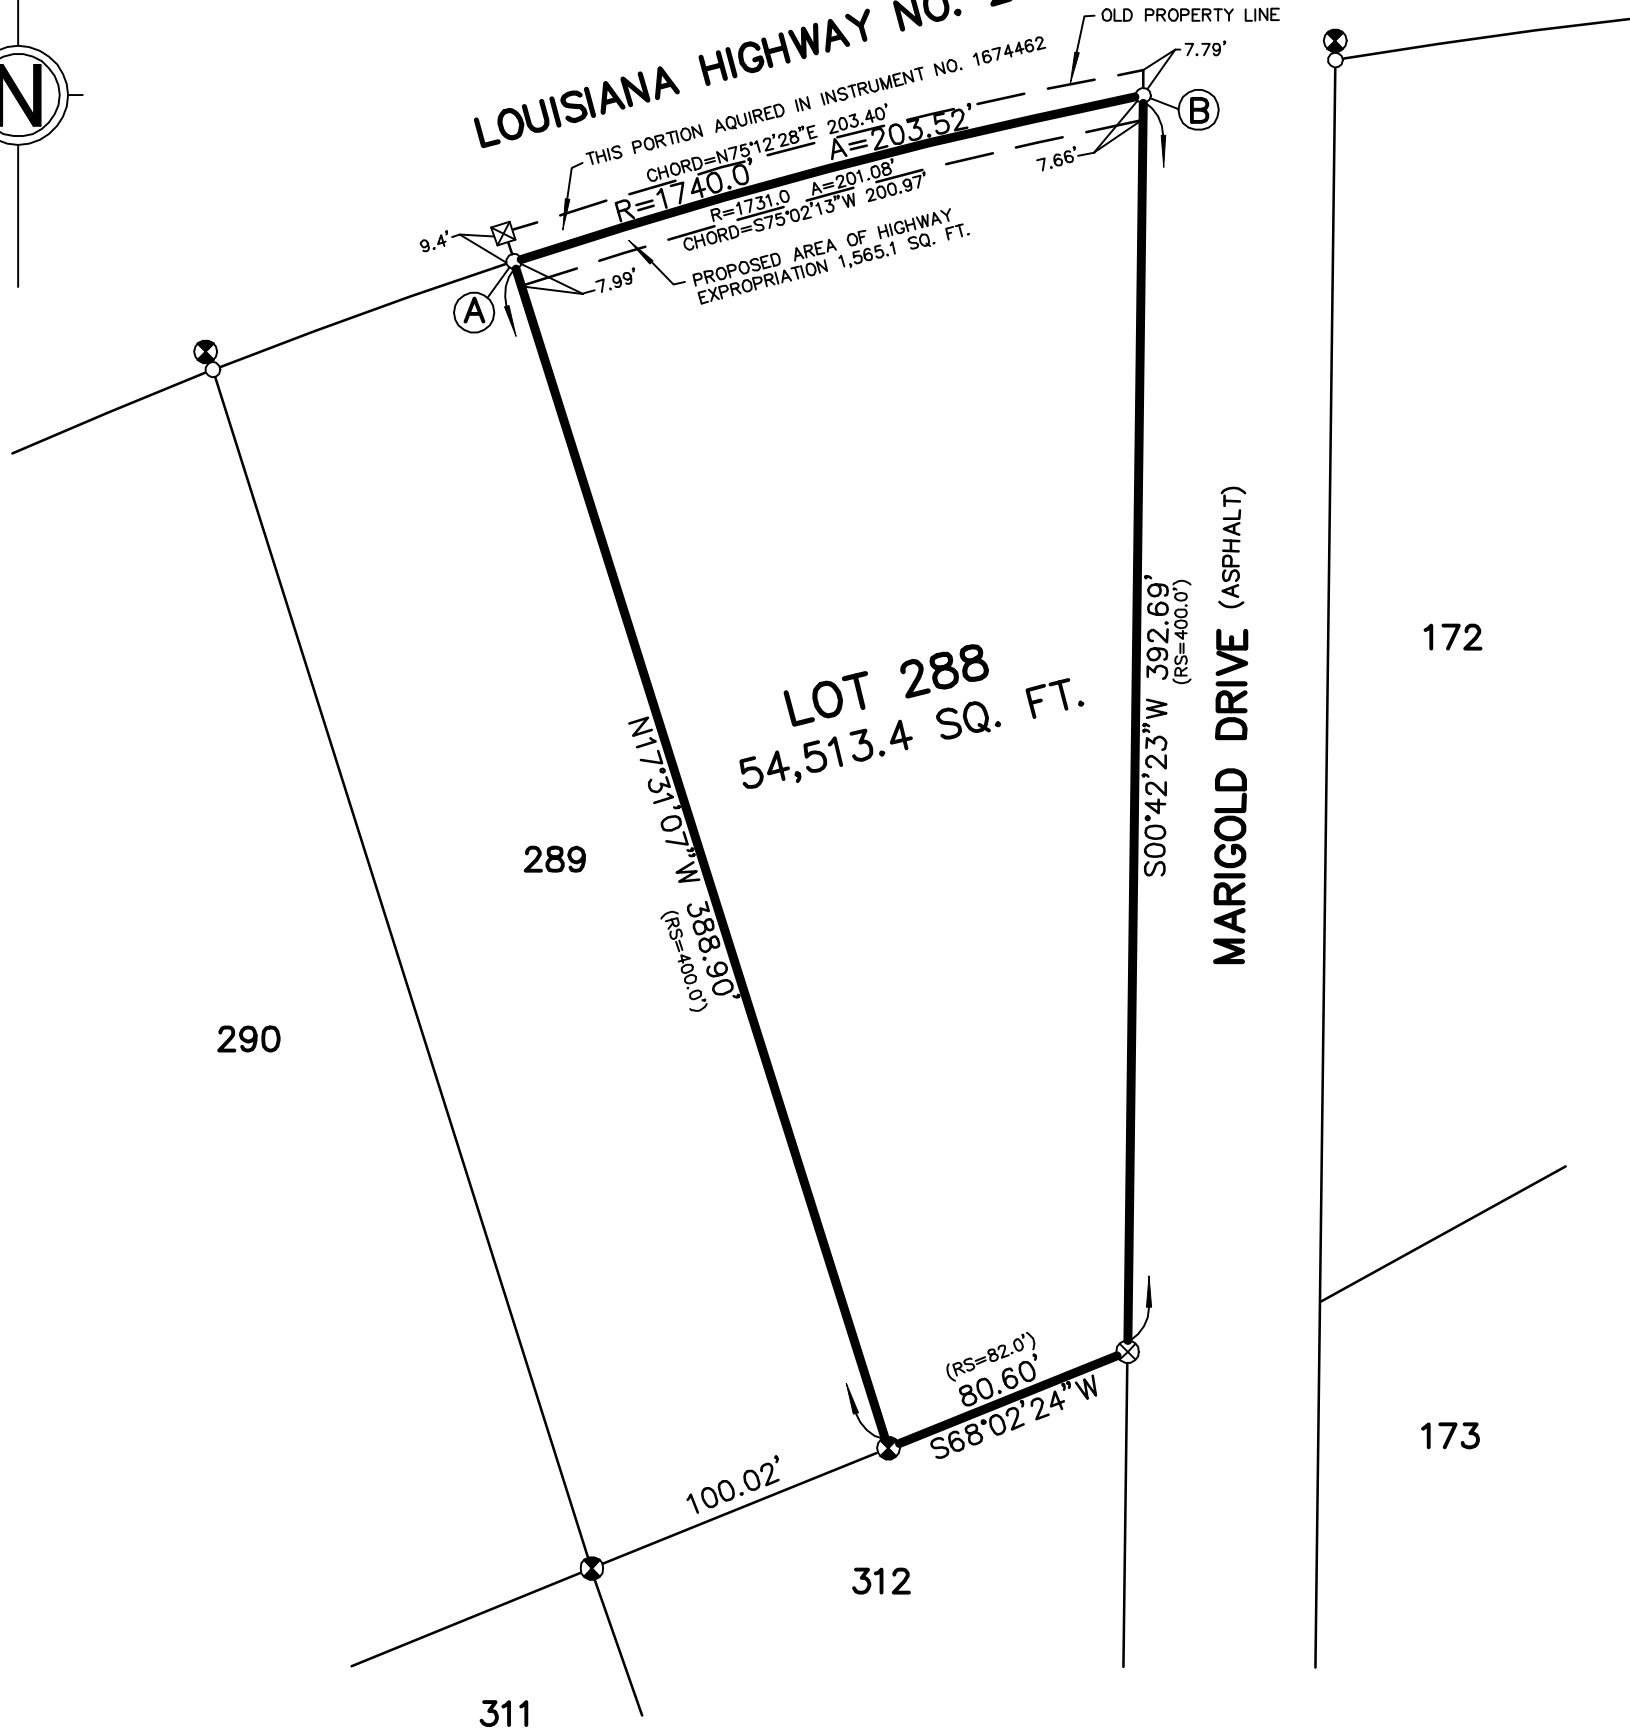 N
LOUISIANA HIGHWAY NO.
OLD PROPERTY LINE
7.79'
THIS PORTION AQUIRED IN INSTRUMENT NO. 1674462
CHORD=N75°12'28"E 203.40'
R=1740.0' A=203.52'
B
7.66'
R=1731.0 A=201.08'
CHORD=S75°02'13"W 200.97'
9.4'
7.99'
PROPOSED AREA OF HIGHWAY
EXPROPRIATION 1,565.1 SQ. FT.
A
LOT 288
54,513.4 SQ. FT.
N17°31'07"W 388.90'
(RS=400.0')
S00°42'23"W 392.69'
(RS=400.0')
MARIGOLD DRIVE (ASPHALT)
172
289
290
(RS=82.0')
80.60'
S68°02'24"W
100.02'
173
312
311